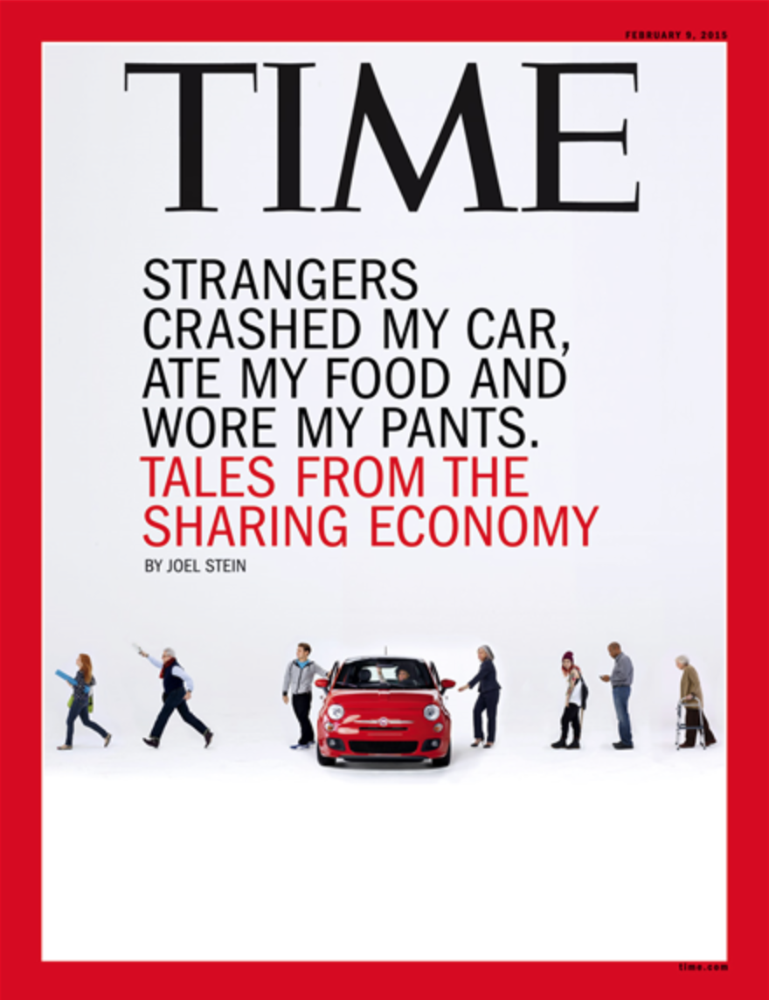 FEBRUARY 9, 2015
TIME
STRANGERS
CRASHED MY CAR,
ATE MY FOOD AND
WORE MY PANTS.
TALES FROM THE
SHARING ECONOMY
BY JOEL STEIN
time.com